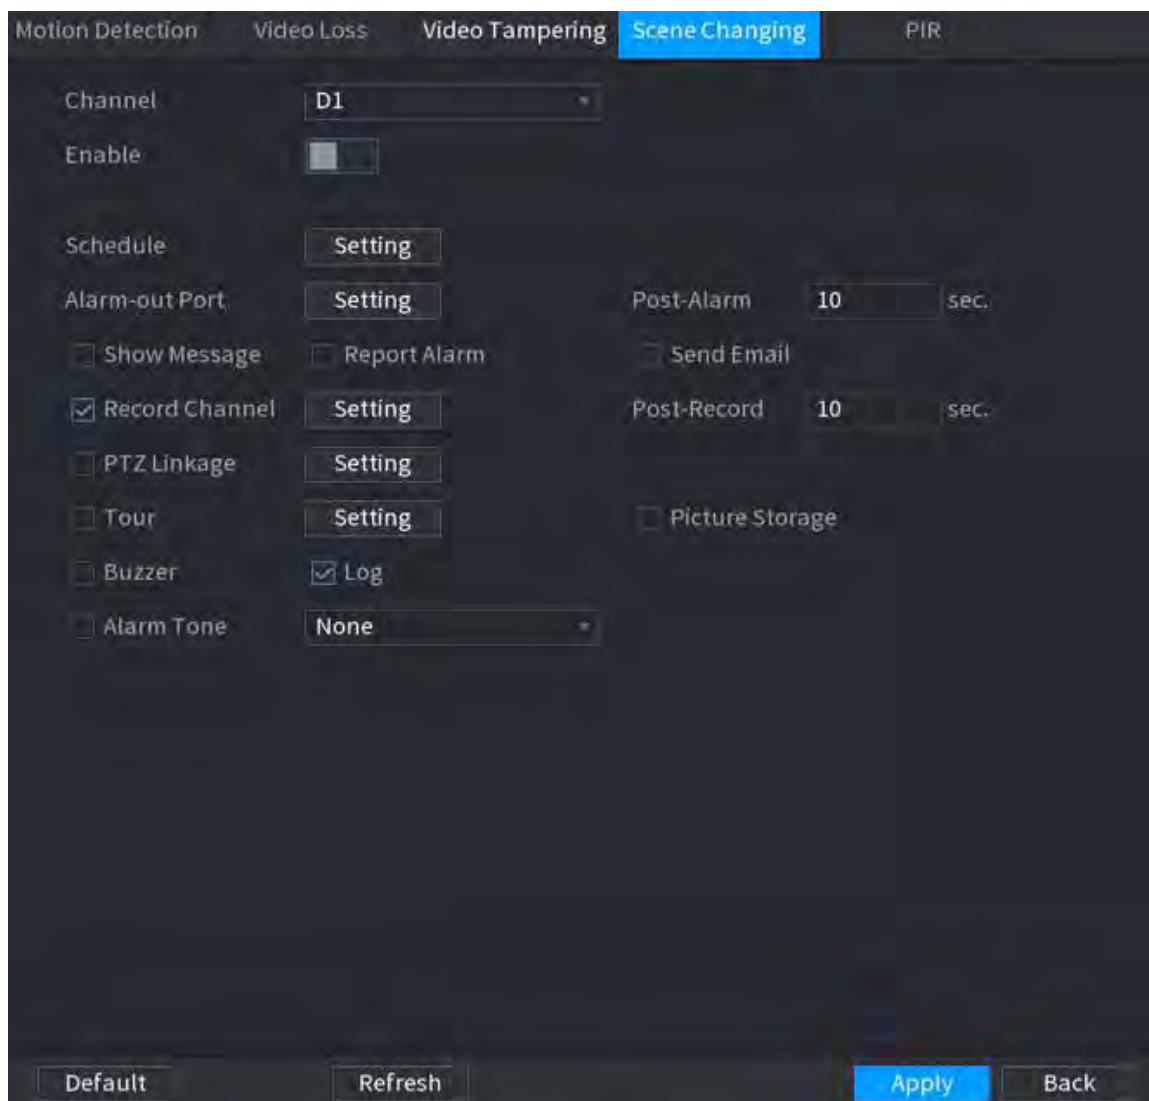 Motion Detection Video Loss Video Tampering Scene Changing PIR
Channel D1
Enable
Schedule Setting
Alarm-out Port Setting Post-Alarm 10 sec.
Show Message Report Alarm Send Email
Record Channel Setting Post-Record 10 sec.
PTZ Linkage Setting
Tour Setting Picture Storage
Buzzer Log
Alarm Tone None
Default Refresh Apply Back